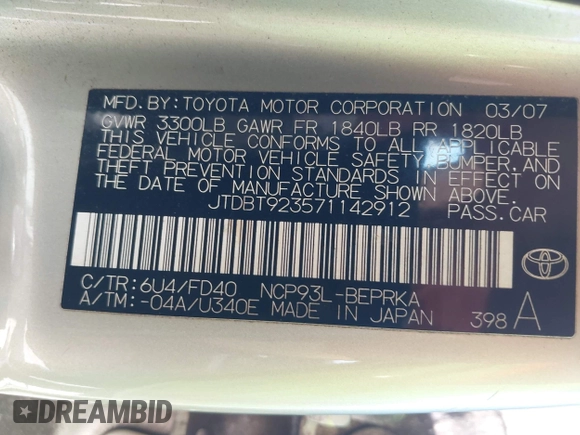 MFD.BY:TOYOTA MOTOR CORPORATION 03/07
GVWR 3300LB GAWR FR 1840LB RR 1820LB
THIS VEHICLE CONFORMS TO ALL APPLICABLE
FEDERAL MOTOR VEHICLE SAFETY,BUMPER,AND
THEFT PREVENTION STANDARDS IN EFFECT ON
THE DATE OF MANUFACTURE SHOWN ABOVE.
JTDBT923571142912 PASS.CAR
C/TR:6U4/FD40 NCP93L-BEPRKA
A/TM:-04A/U340E MADE IN JAPAN 398 A
TOYOTA
DREAMBID